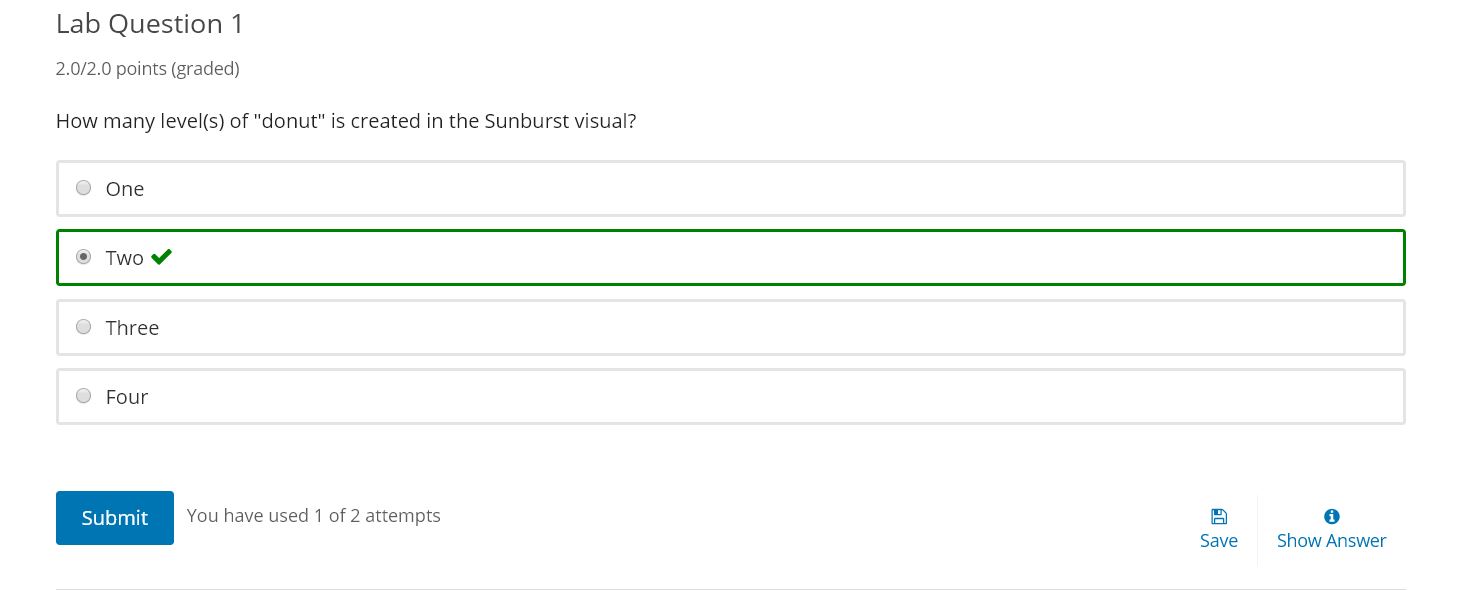 Lab Question 1
2.0/2.0 points (graded)
How many level(s) of "donut" is created in the Sunburst visual?
One
Two
Three
Four
Submit
You have used 1 of 2 attempts
Save
Show Answer